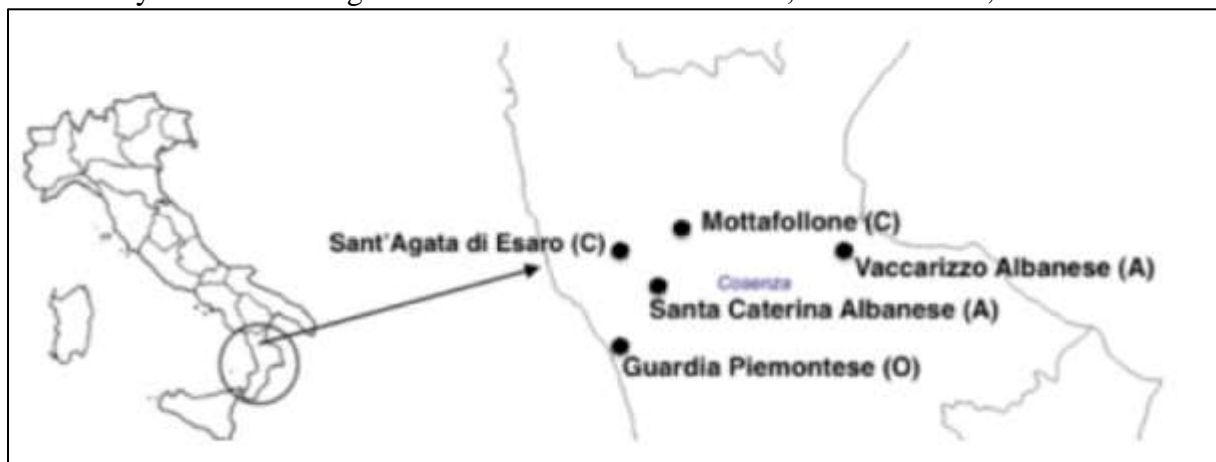 Mottafollone (C)
Sant'Agata di Esaro (C)
Vaccarizzo Albanese (A)
Cosenza
Santa Caterina Albanese (A)
Guardia Piemontese (O)